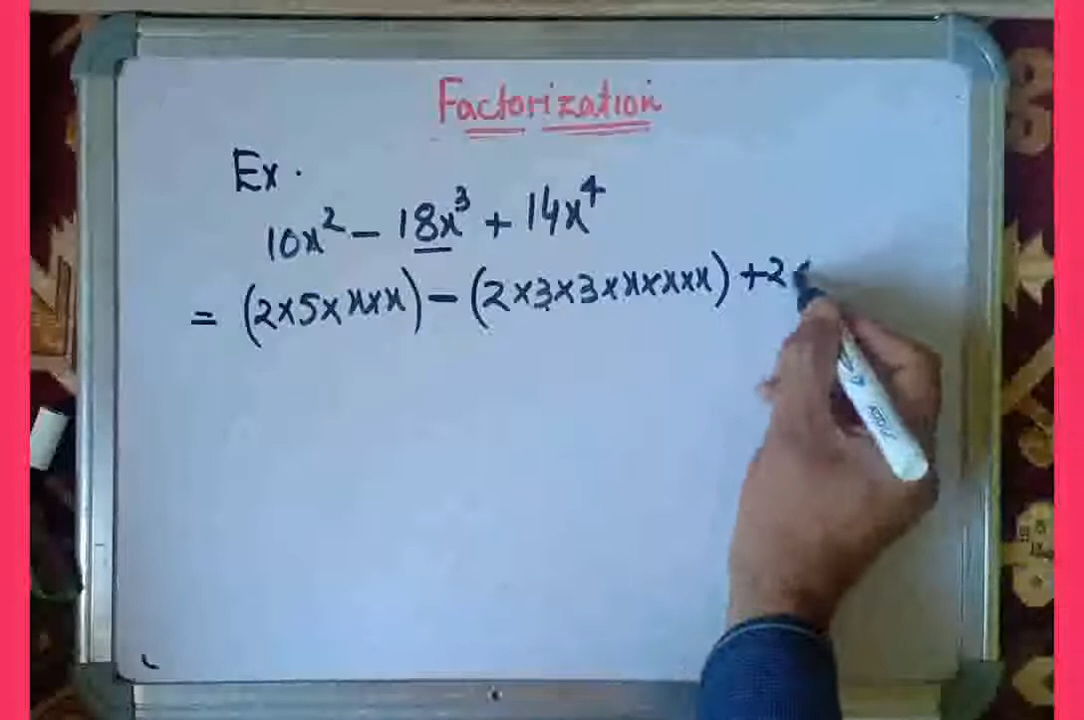 Factorization
Ex.
10x² - 18x³ + 14x⁴
= (2×5×x×x) - (2×3×3×x×x×x) + 2